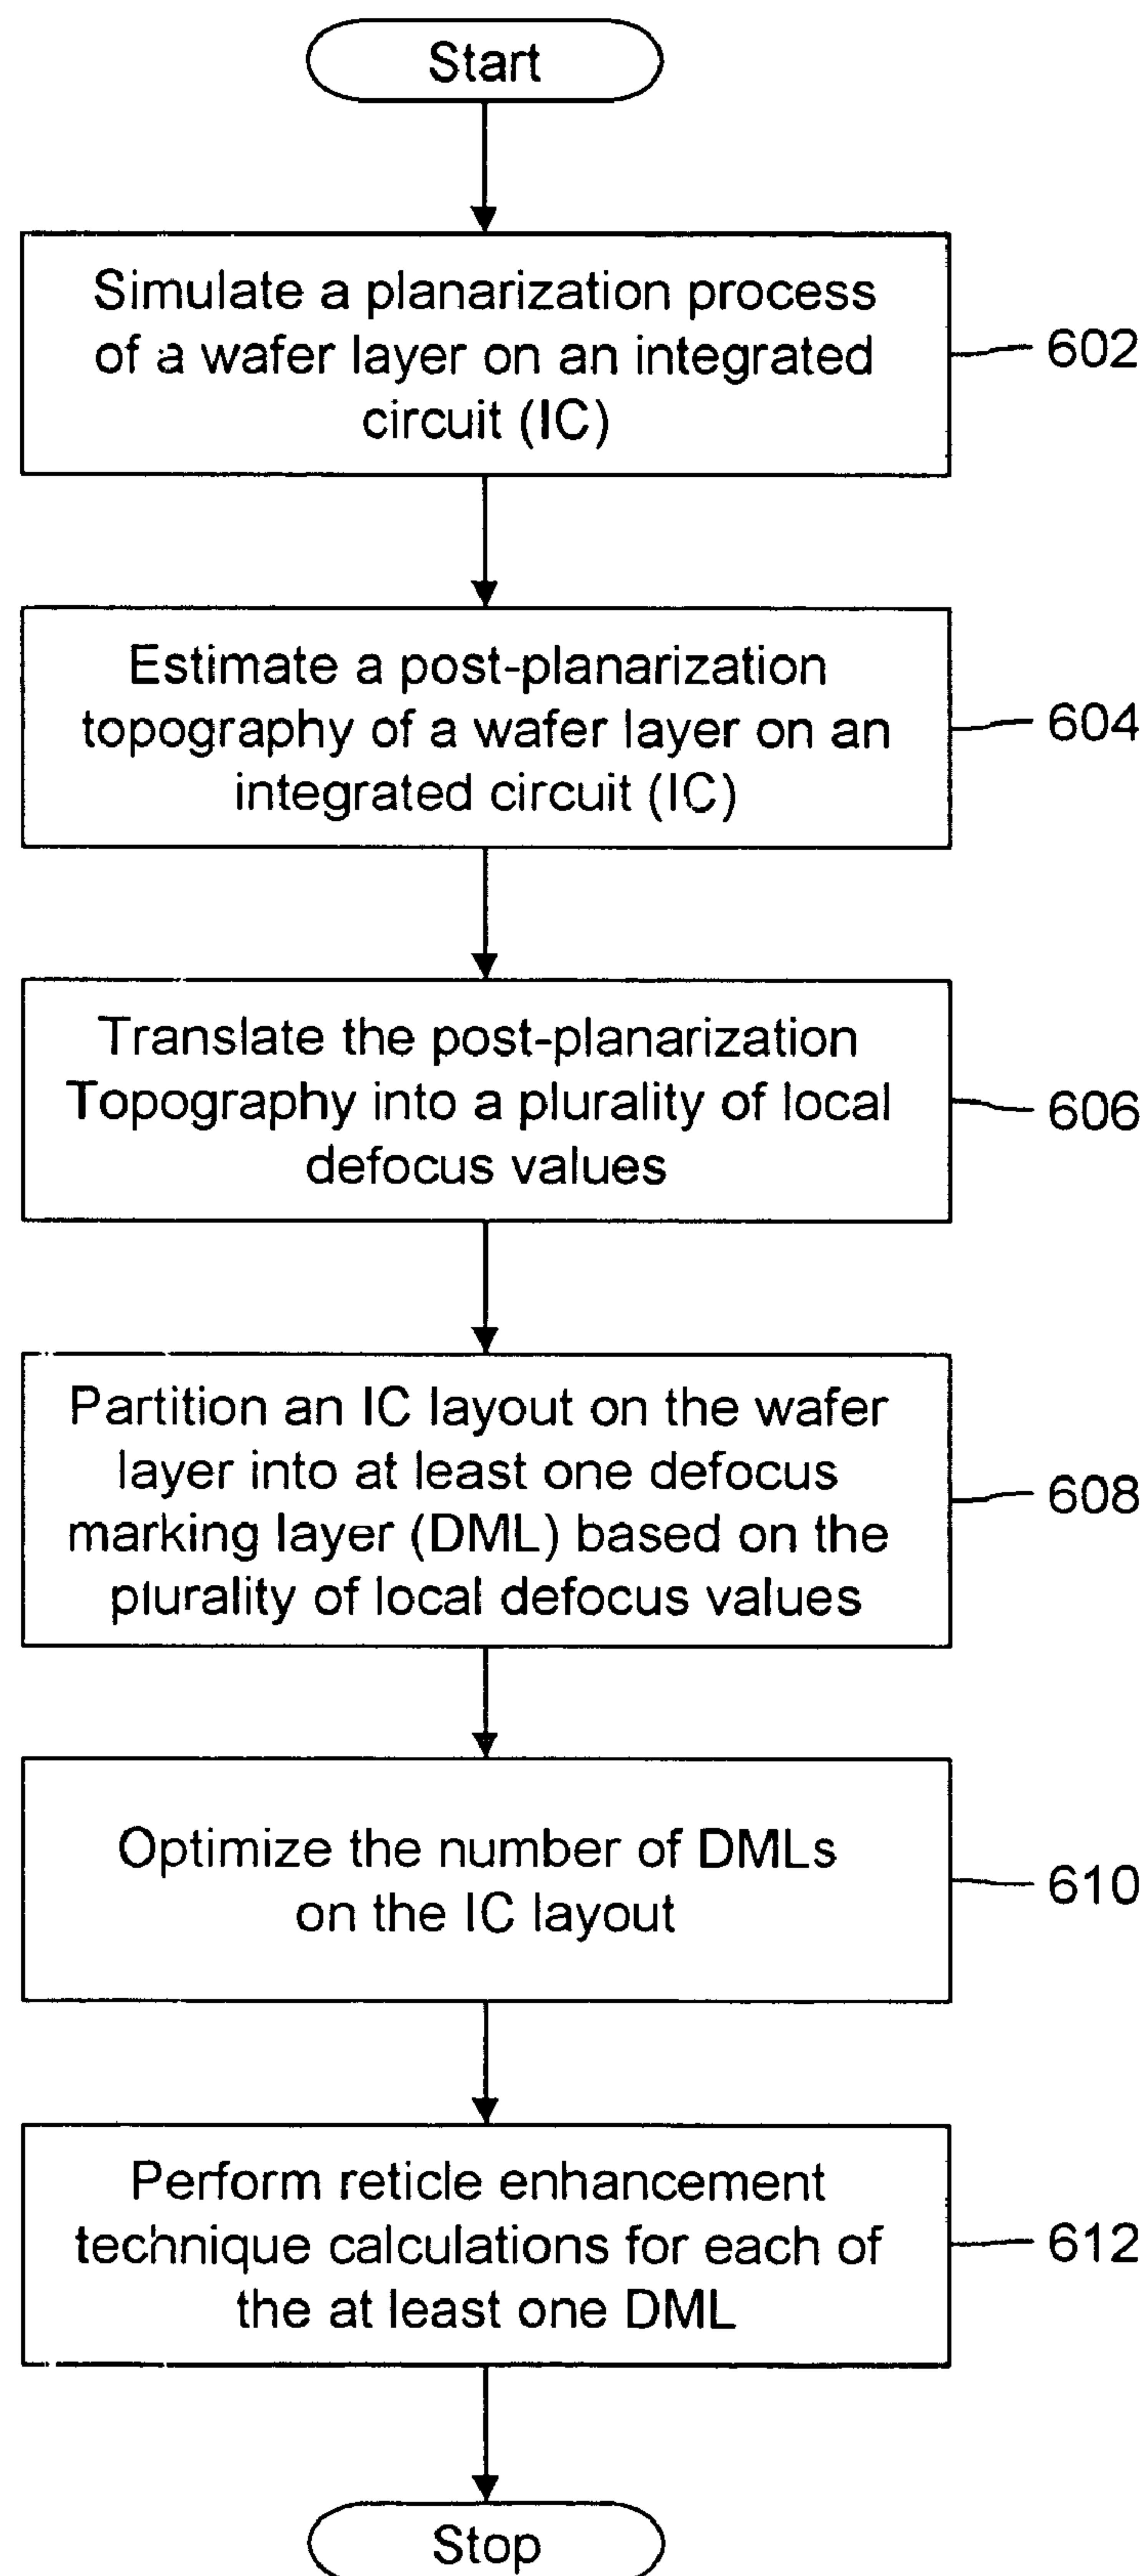 Start
Simulate a planarization process
of a wafer layer on an integrated
circuit (IC)
602
Estimate a post-planarization
topography of a wafer layer on an
integrated circuit (IC)
604
Translate the post-planarization
Topography into a plurality of local
defocus values
606
Partition an IC layout on the wafer
layer into at least one defocus
marking layer (DML) based on the
plurality of local defocus values
608
Optimize the number of DMLs
on the IC layout
610
Perform reticle enhancement
technique calculations for each of
the at least one DML
612
Stop